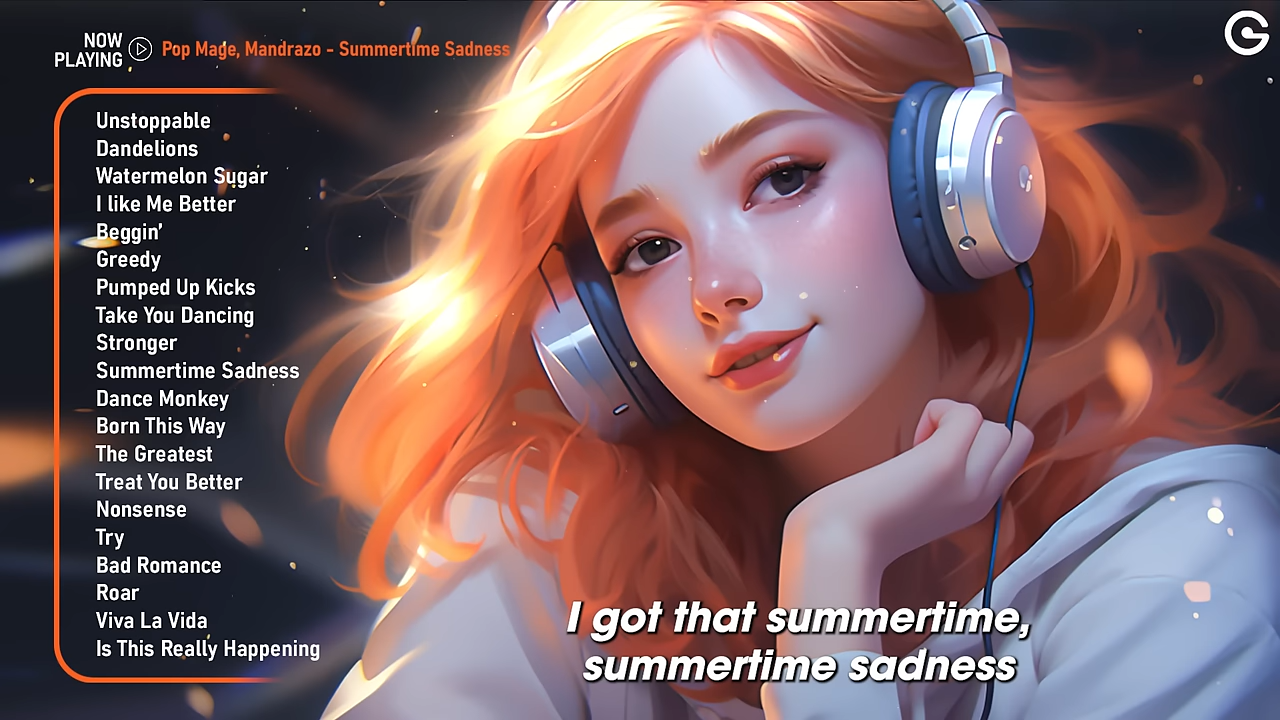 NOW
PLAYING
Pop Mage, Mandrazo - Summertime Sadness
G
Unstoppable
Dandelions
Watermelon Sugar
I like Me Better
Beggin'
Greedy
Pumped Up Kicks
Take You Dancing
Stronger
Summertime Sadness
Dance Monkey
Born This Way
The Greatest
Treat You Better
Nonsense
Try
Bad Romance
Roar
Viva La Vida
Is This Really Happening
I got that summertime,
summertime sadness